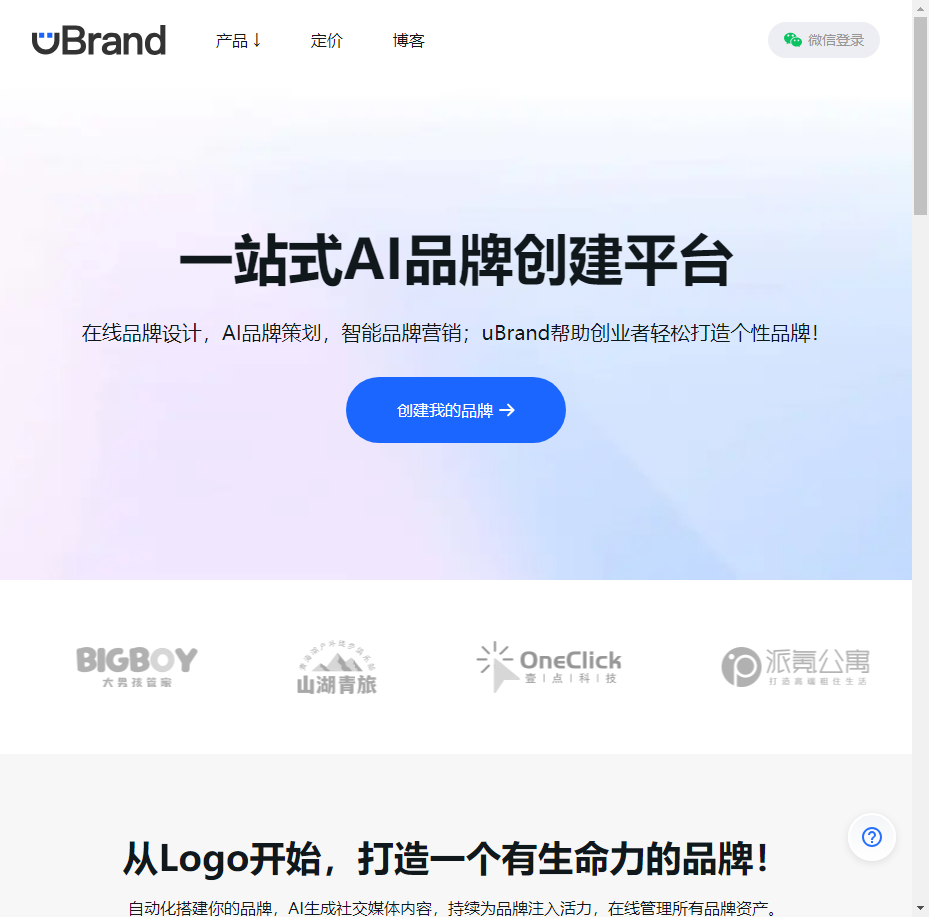 uBrand
产品↓
定价
博客
微信登录
一站式AI品牌创建平台
在线品牌设计，AI品牌策划，智能品牌营销；uBrand帮助创业者轻松打造个性品牌！
创建我的品牌 →
BIGBOY
大男孩管家
山湖青旅
OneClick
壹|点|科|技
派氪公寓
打造高端租住生活
从Logo开始，打造一个有生命力的品牌！
自动化搭建你的品牌，AI生成社交媒体内容，持续为品牌注入活力，在线管理所有品牌资产。